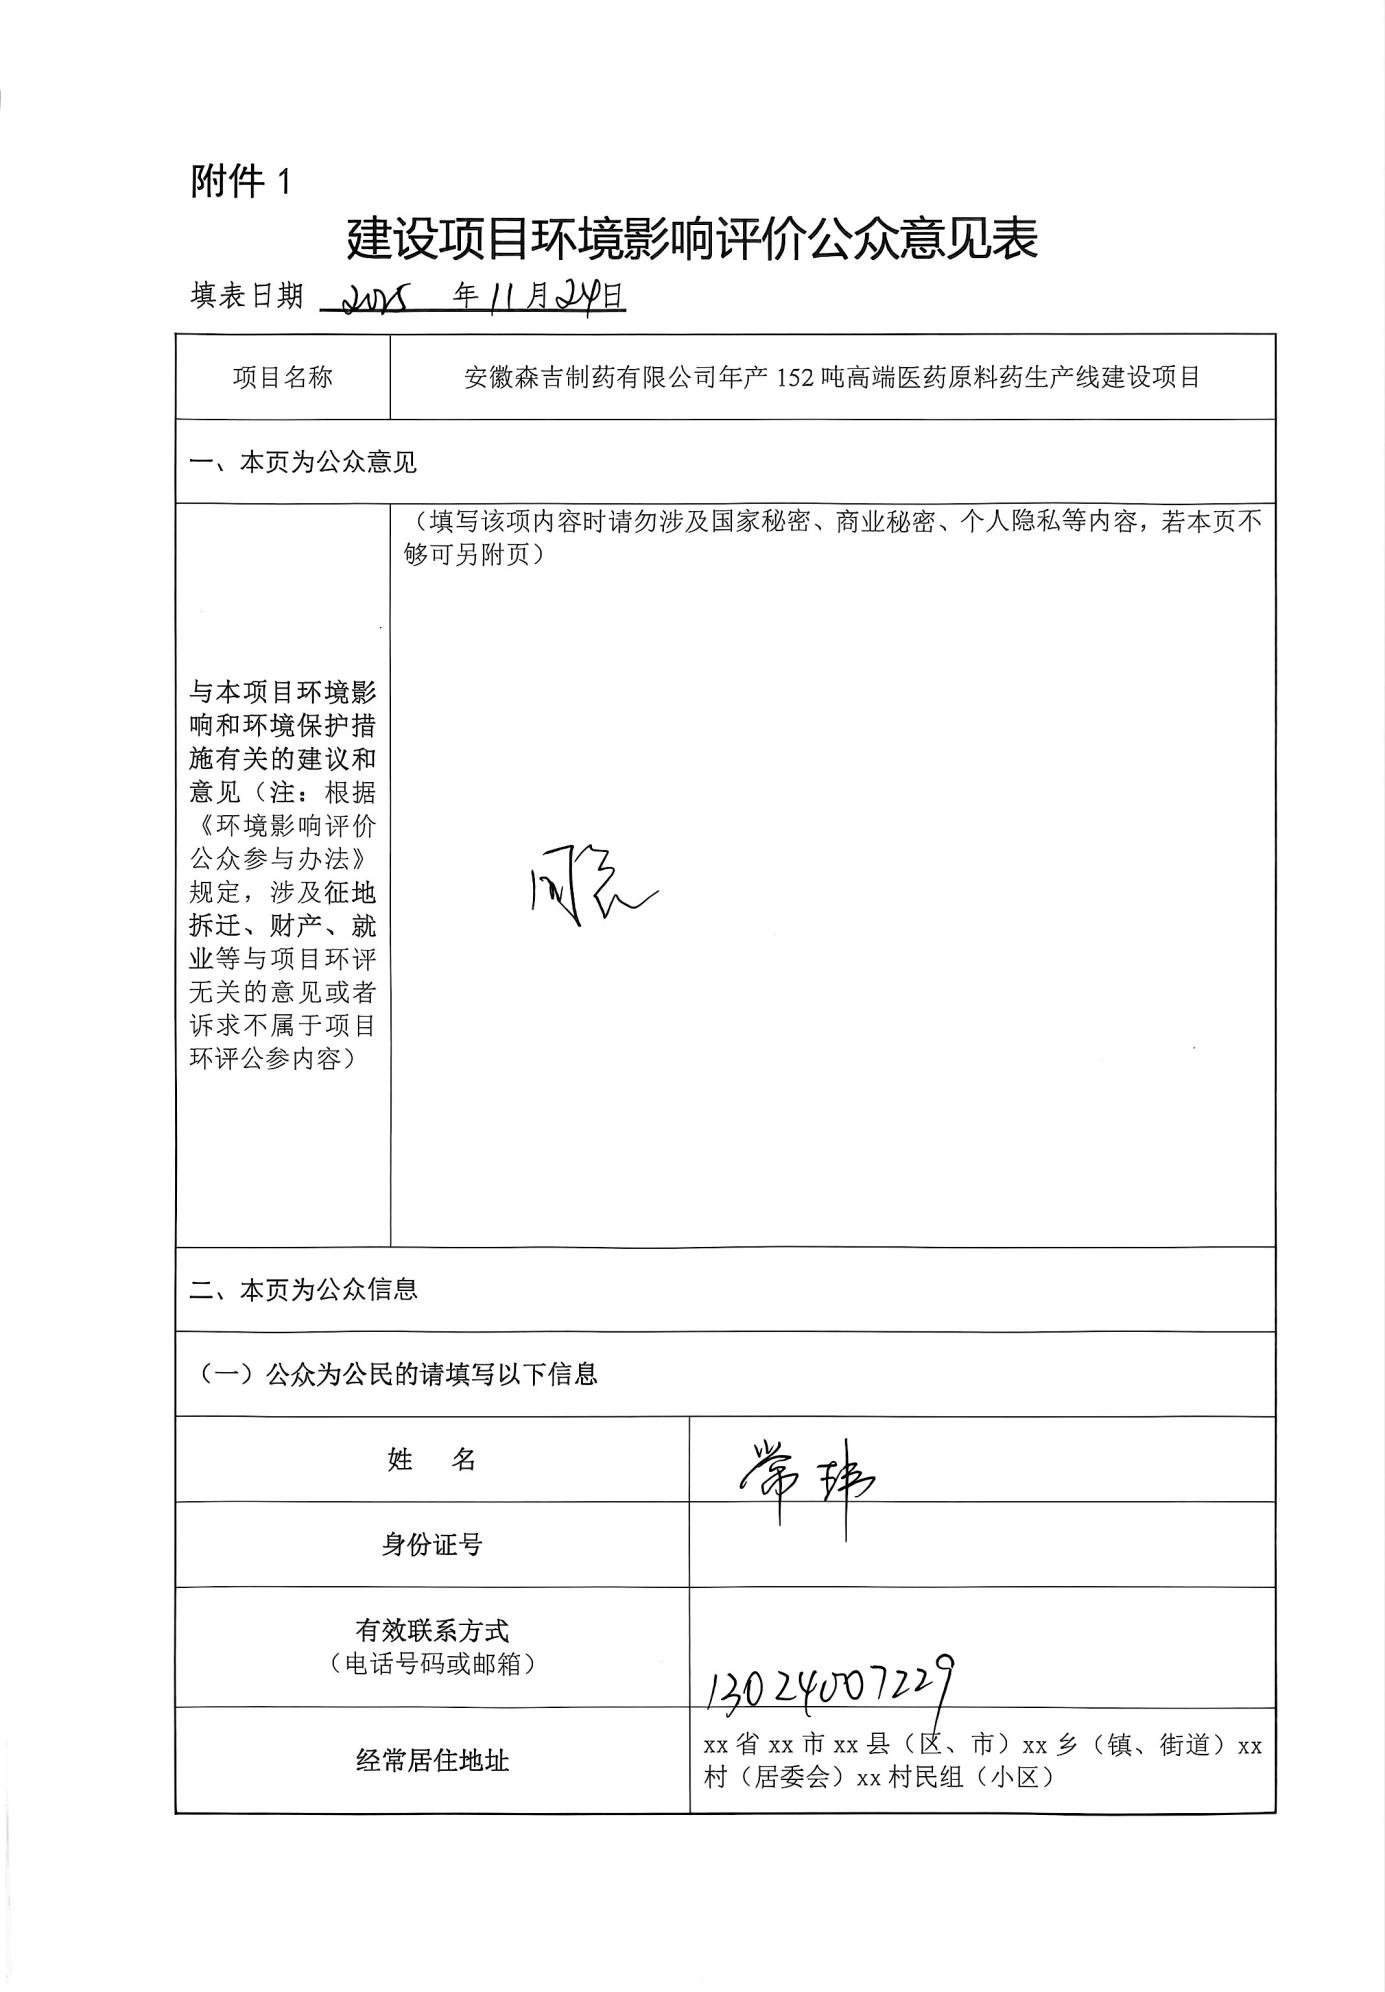 附件 1
建设项目环境影响评价公众意见表
填表日期 2025 年 11 月 24 日
项目名称
安徽森吉制药有限公司年产 152 吨高端医药原料药生产线建设项目
一、本页为公众意见
与本项目环境影
响和环境保护措
施有关的建议和
意见（注：根据
《环境影响评价
公众参与办法》
规定，涉及征地
拆迁、财产、就
业等与项目环评
无关的意见或者
诉求不属于项目
环评公参内容）
（填写该项内容时请勿涉及国家秘密、商业秘密、个人隐私等内容，若本页不
够可另附页）
同意
二、本页为公众信息
（一）公众为公民的请填写以下信息
姓 名
常玮
身份证号
有效联系方式
（电话号码或邮箱）
13024007229
经常居住地址
xx 省 xx 市 xx 县（区、市）xx 乡（镇、街道）xx
村（居委会）xx 村民组（小区）